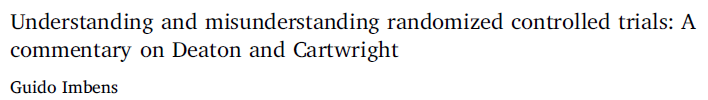 Understanding and misunderstanding randomized controlled trials: A
commentary on Deaton and Cartwright
Guido Imbens